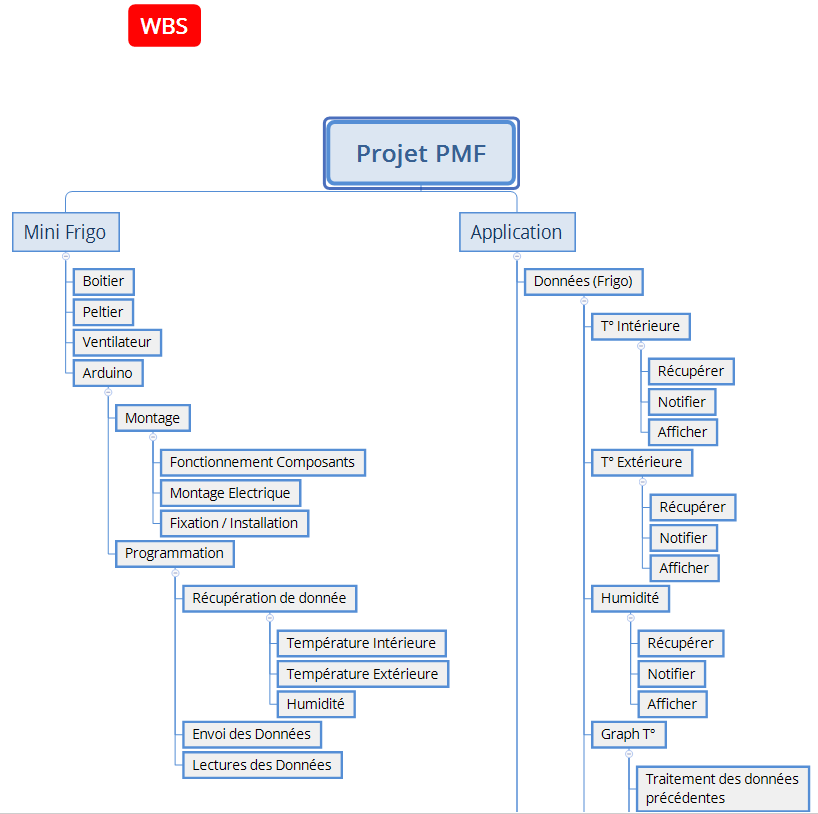 WBS
Projet PMF
Mini Frigo
Boitier
Peltier
Ventilateur
Arduino
Montage
Fonctionnement Composants
Montage Electrique
Fixation / Installation
Programmation
Récupération de donnée
Température Intérieure
Température Extérieure
Humidité
Envoi des Données
Lectures des Données
Application
Données (Frigo)
T° Intérieure
Récupérer
Notifier
Afficher
T° Extérieure
Récupérer
Notifier
Afficher
Humidité
Récupérer
Notifier
Afficher
Graph T°
Traitement des données
précédentes